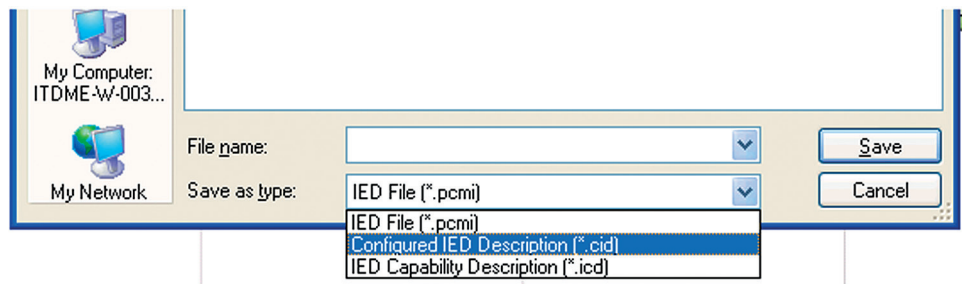 My Computer:
ITDME-W-003...
My Network
File name:
Save
Save as type:
IED File (*.pcmi)
Cancel
IED File (*.pcmi)
Configured IED Description (*.cid)
IED Capability Description (*.icd)